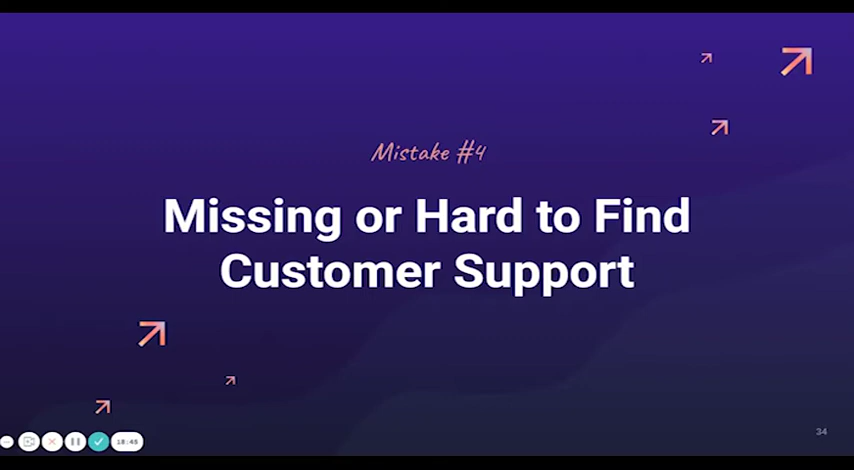 Mistake #4
Missing or Hard to Find
Customer Support
34
18:45